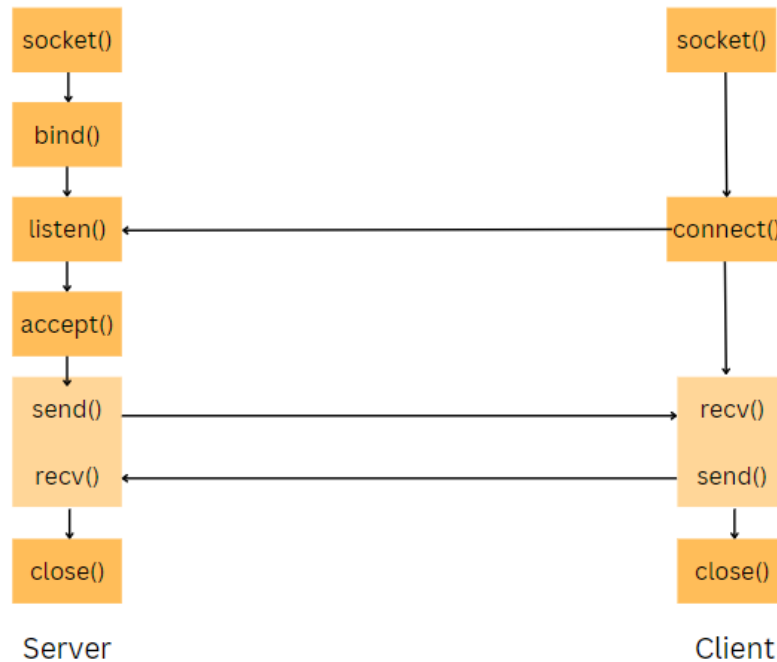 socket()
bind()
listen()
accept()
send()
recv()
close()
Server
socket()
connect()
recv()
send()
close()
Client